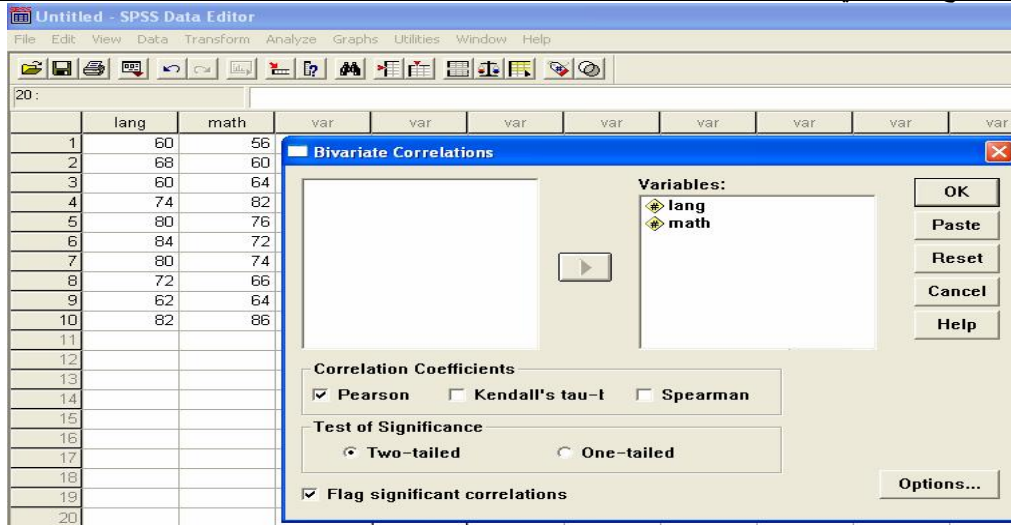 Untitled - SPSS Data Editor
File Edit View Data Transform Analyze Graphs Utilities Window Help
20 :
lang math var var var var var var var var
1 60 56
2 68 60
3 60 64
4 74 82
5 80 76
6 84 72
7 80 74
8 72 66
9 62 64
10 82 86
11
12
13
14
15
16
17
18
19
20
Bivariate Correlations
Variables:
lang
math
OK
Paste
Reset
Cancel
Help
Correlation Coefficients
Pearson Kendall's tau-b Spearman
Test of Significance
Two-tailed One-tailed
Flag significant correlations
Options...